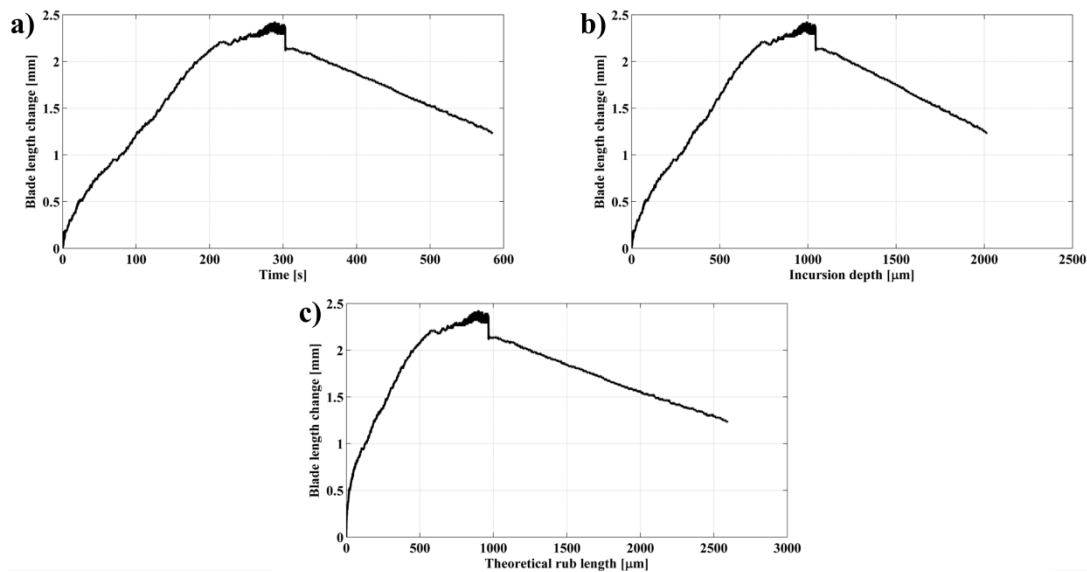 a)
Blade length change [mm]
2.5
2
1.5
1
0.5
0
0 100 200 300 400 500 600
Time [s]
b)
Blade length change [mm]
2.5
2
1.5
1
0.5
0
0 500 1000 1500 2000 2500
Incursion depth [μm]
c)
Blade length change [mm]
2.5
2
1.5
1
0.5
0
0 500 1000 1500 2000 2500 3000
Theoretical rub length [μm]